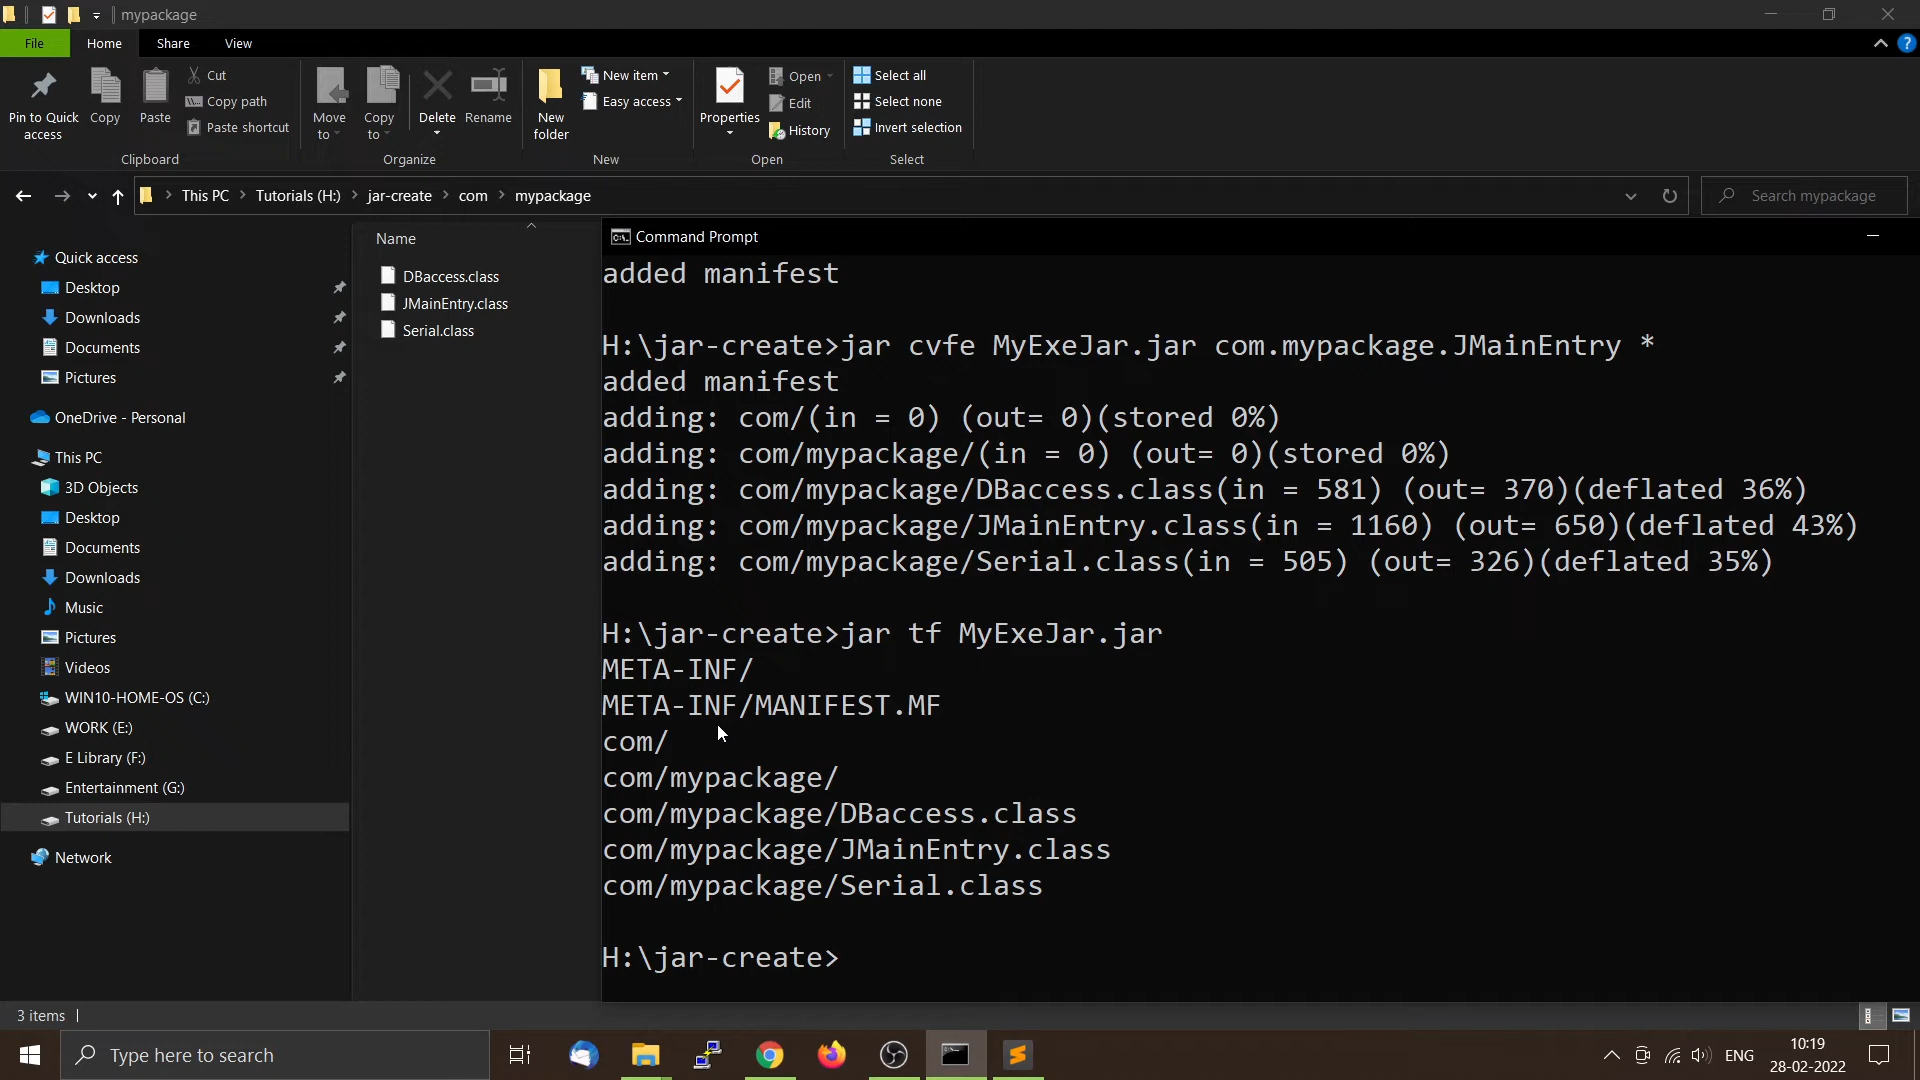 mypackage
File
Home
Share
View
Pin to Quick
access
Copy
Paste
Cut
Copy path
Paste shortcut
Clipboard
Move
to
Copy
to
Delete
Rename
Organize
New
folder
New item
Easy access
New
Properties
Open
Edit
History
Open
Select all
Select none
Invert selection
Select
This PC
Tutorials (H:)
jar-create
com
mypackage
Search mypackage
Quick access
Desktop
Downloads
Documents
Pictures
OneDrive - Personal
This PC
3D Objects
Desktop
Documents
Downloads
Music
Pictures
Videos
WIN10-HOME-OS (C:)
WORK (E:)
E Library (F:)
Entertainment (G:)
Tutorials (H:)
Network
Name
DBaccess.class
JMainEntry.class
Serial.class
Command Prompt
added manifest
H:\jar-create>jar cvfe MyExeJar.jar com.mypackage.JMainEntry *
added manifest
adding: com/(in = 0) (out= 0)(stored 0%)
adding: com/mypackage/(in = 0) (out= 0)(stored 0%)
adding: com/mypackage/DBaccess.class(in = 581) (out= 370)(deflated 36%)
adding: com/mypackage/JMainEntry.class(in = 1160) (out= 650)(deflated 43%)
adding: com/mypackage/Serial.class(in = 505) (out= 326)(deflated 35%)
H:\jar-create>jar tf MyExeJar.jar
META-INF/
META-INF/MANIFEST.MF
com/
com/mypackage/
com/mypackage/DBaccess.class
com/mypackage/JMainEntry.class
com/mypackage/Serial.class
H:\jar-create>
3 items
Type here to search
ENG
10:19
28-02-2022